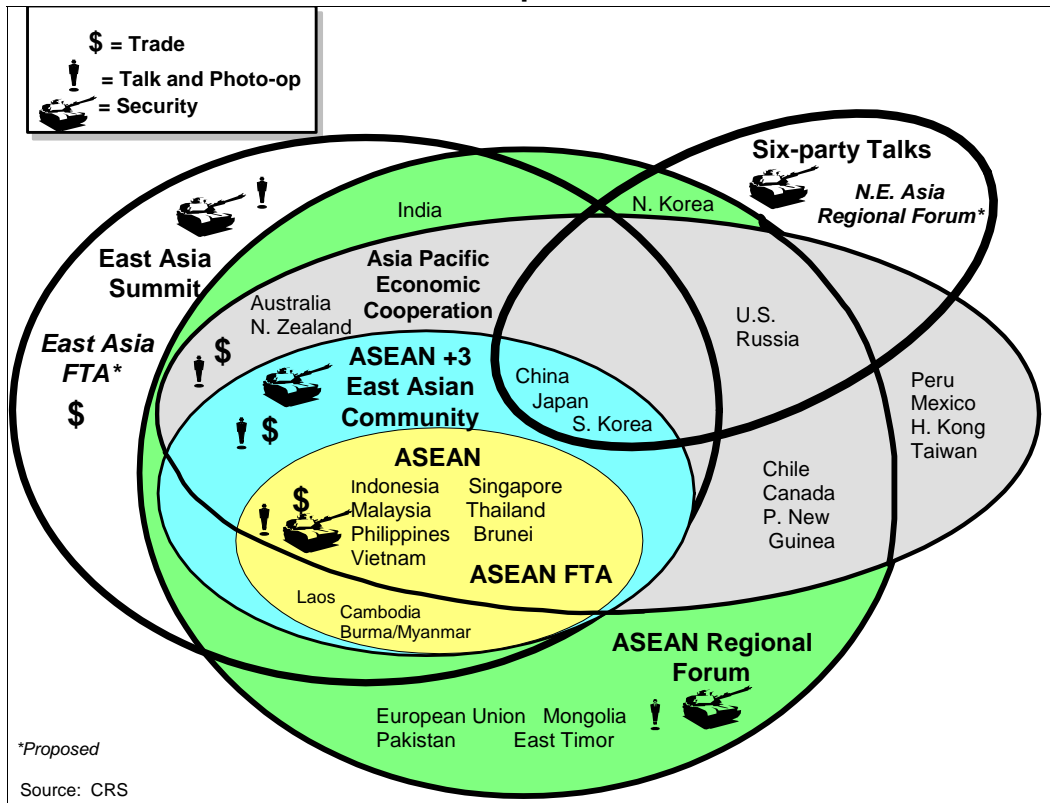 $ = Trade
= Talk and Photo-op
= Security
Six-party Talks
N.E. Asia
Regional Forum*
N. Korea
India
East Asia
Summit
Asia Pacific
Economic
Cooperation
Australia
N. Zealand
U.S.
Russia
East Asia
FTA*
$
$
ASEAN +3
East Asian
Community
$
China
Japan
S. Korea
Peru
Mexico
H. Kong
Taiwan
ASEAN
$
Indonesia Singapore
Malaysia Thailand
Philippines Brunei
Vietnam
Chile
Canada
P. New
Guinea
ASEAN FTA
Laos
Cambodia
Burma/Myanmar
ASEAN Regional
Forum
European Union Mongolia
Pakistan East Timor
*Proposed
Source: CRS